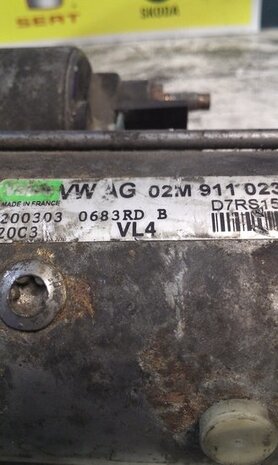 SEAT
SKODA
VW AG 02M 911 023
MADE IN FRANCE
D7RS15
200303 0683RD B
20C3
VL4